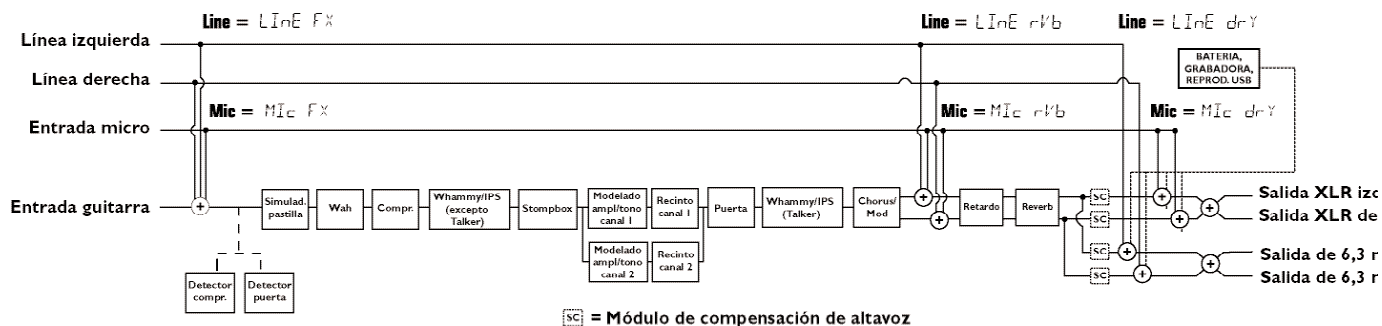 Line = LInE FX
Line = LInE rVb
Line = LInE drY
Línea izquierda
BATERIA,
GRABADORA,
REPROD. USB
Línea derecha
Mic = MIc FX
Mic = MIc rVb
Mic = MIc drY
Entrada micro
Entrada guitarra
Simulad.
pastilla
Wah
Compr.
Whammy/IPS
(excepto
Talker)
Stompbox
Modelado
ampl/tono
canal 1
Recinto
canal 1
Modelado
ampl/tono
canal 2
Recinto
canal 2
Puerta
Whammy/IPS
(Talker)
Chorus/
Mod
Retardo
Reverb
SC
SC
SC
SC
Salida XLR izq
Salida XLR de
Salida de 6,3 r
Salida de 6,3 r
Detector
compr.
Detector
puerta
SC = Módulo de compensación de altavoz